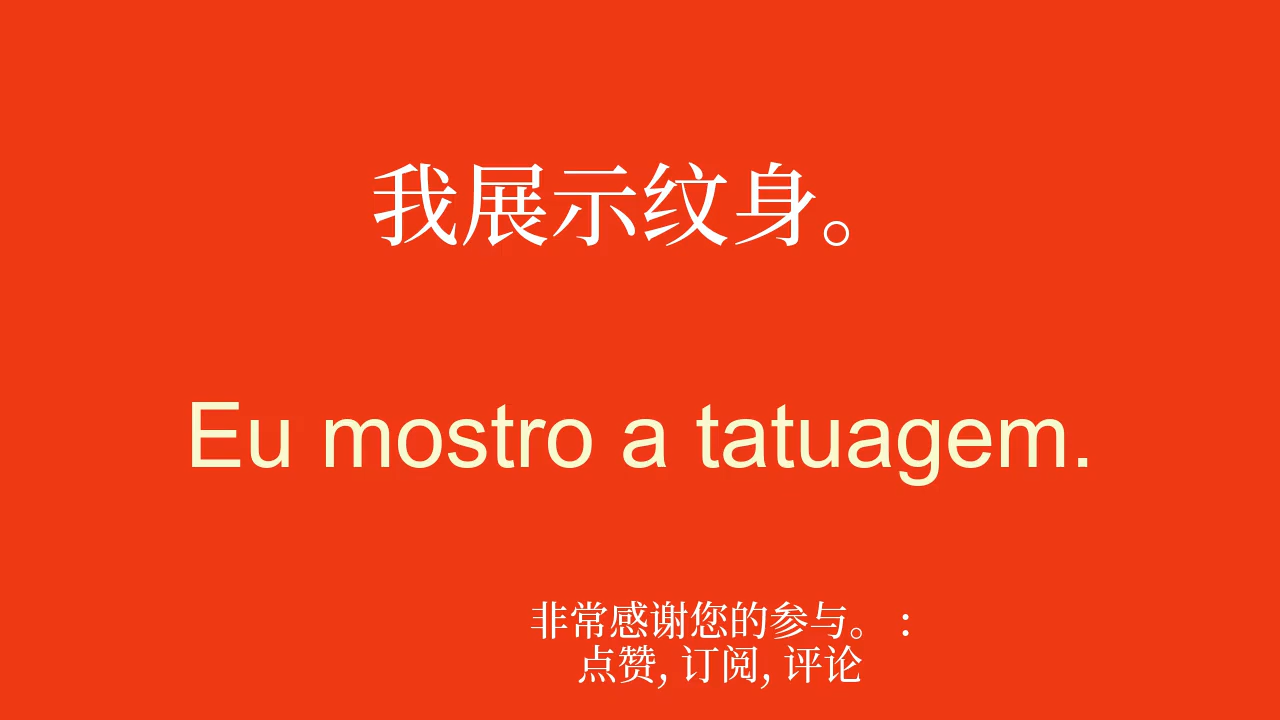 我展示纹身。
Eu mostro a tatuagem.
非常感谢您的参与。 :
点赞, 订阅, 评论